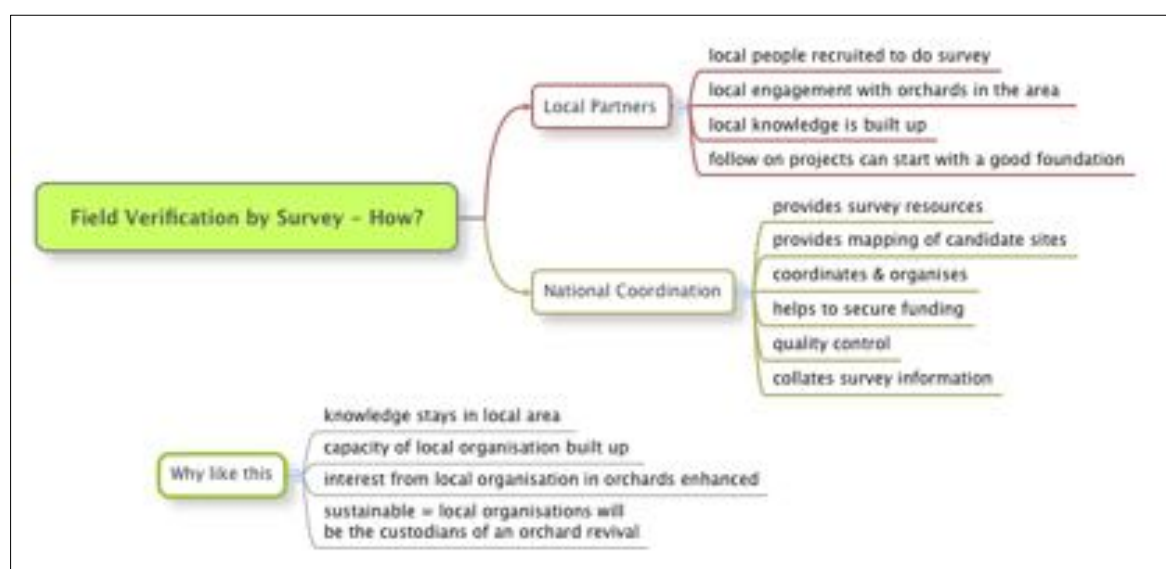 Field Verification by Survey – How?
Local Partners
local people recruited to do survey
local engagement with orchards in the area
local knowledge is built up
follow on projects can start with a good foundation
National Coordination
provides survey resources
provides mapping of candidate sites
coordinates & organises
helps to secure funding
quality control
collates survey information
Why like this
knowledge stays in local area
capacity of local organisation built up
interest from local organisation in orchards enhanced
sustainable = local organisations will
be the custodians of an orchard revival